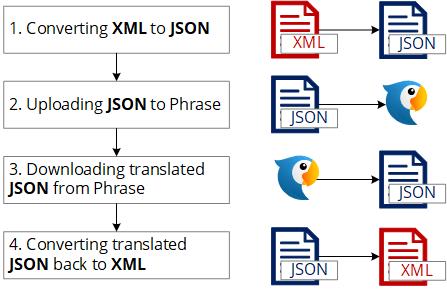 1. Converting XML to JSON
XML
JSON
2. Uploading JSON to Phrase
JSON
3. Downloading translated
JSON from Phrase
JSON
4. Converting translated
JSON back to XML
JSON
XML